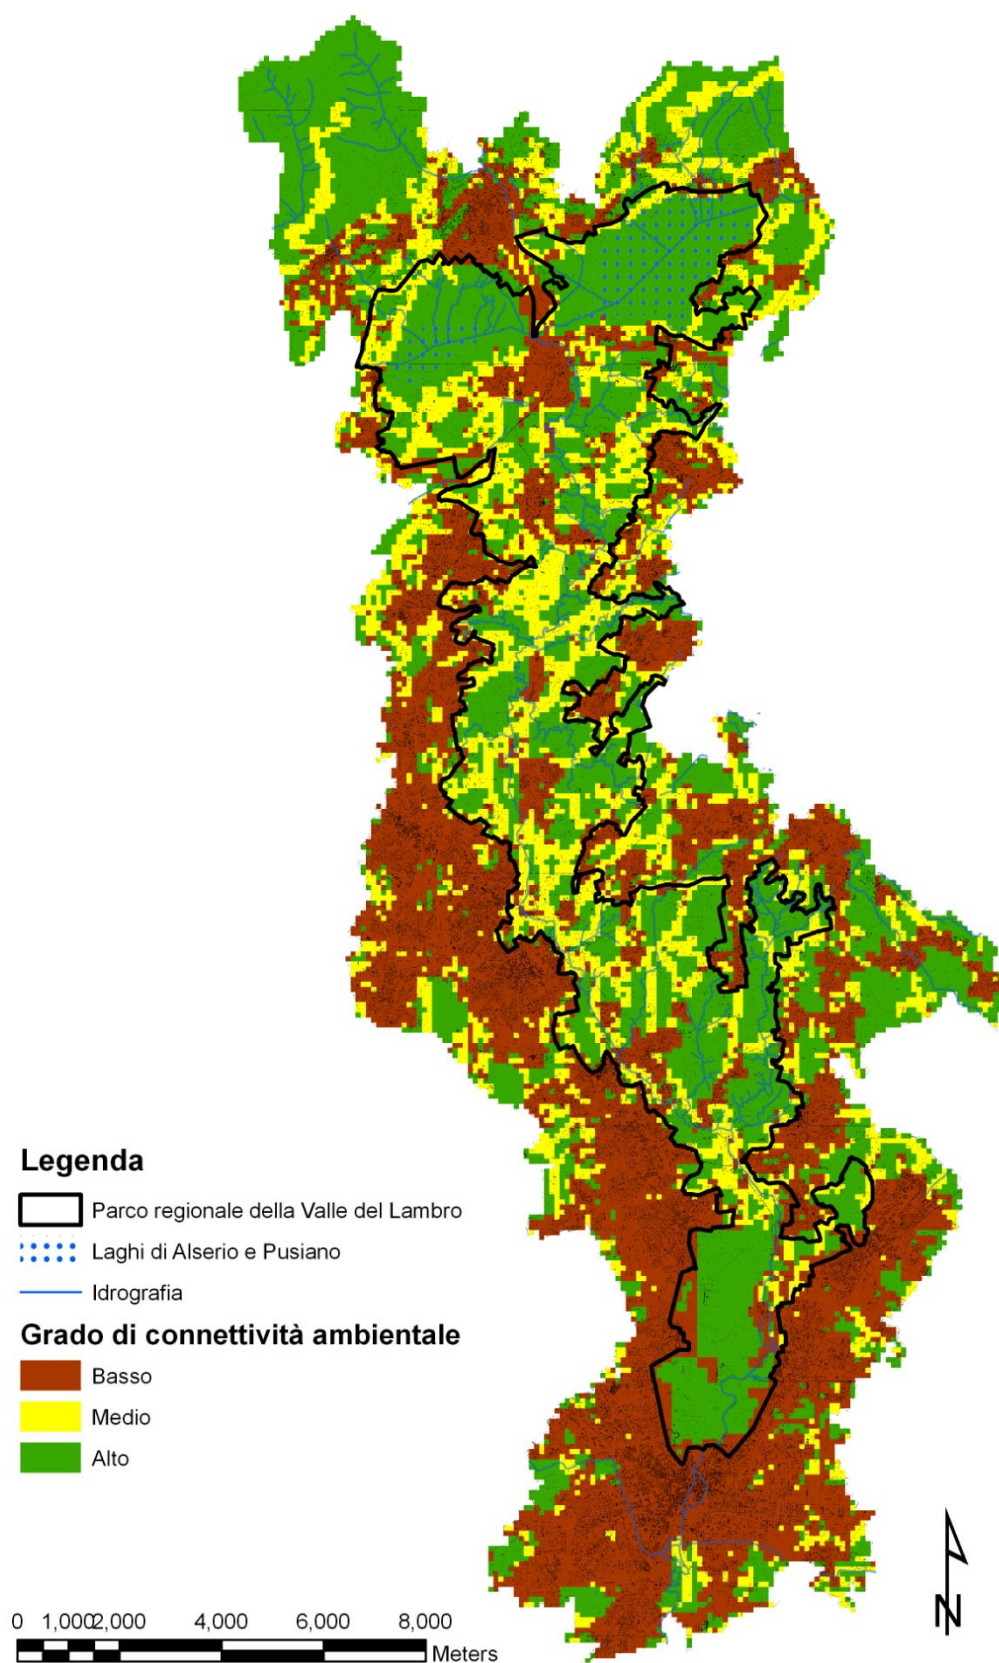 Legenda
Parco regionale della Valle del Lambro
Laghi di Alserio e Pusiano
Idrografia
Grado di connettività ambientale
Basso
Medio
Alto
0 1,000 2,000 4,000 6,000 8,000
Meters
N